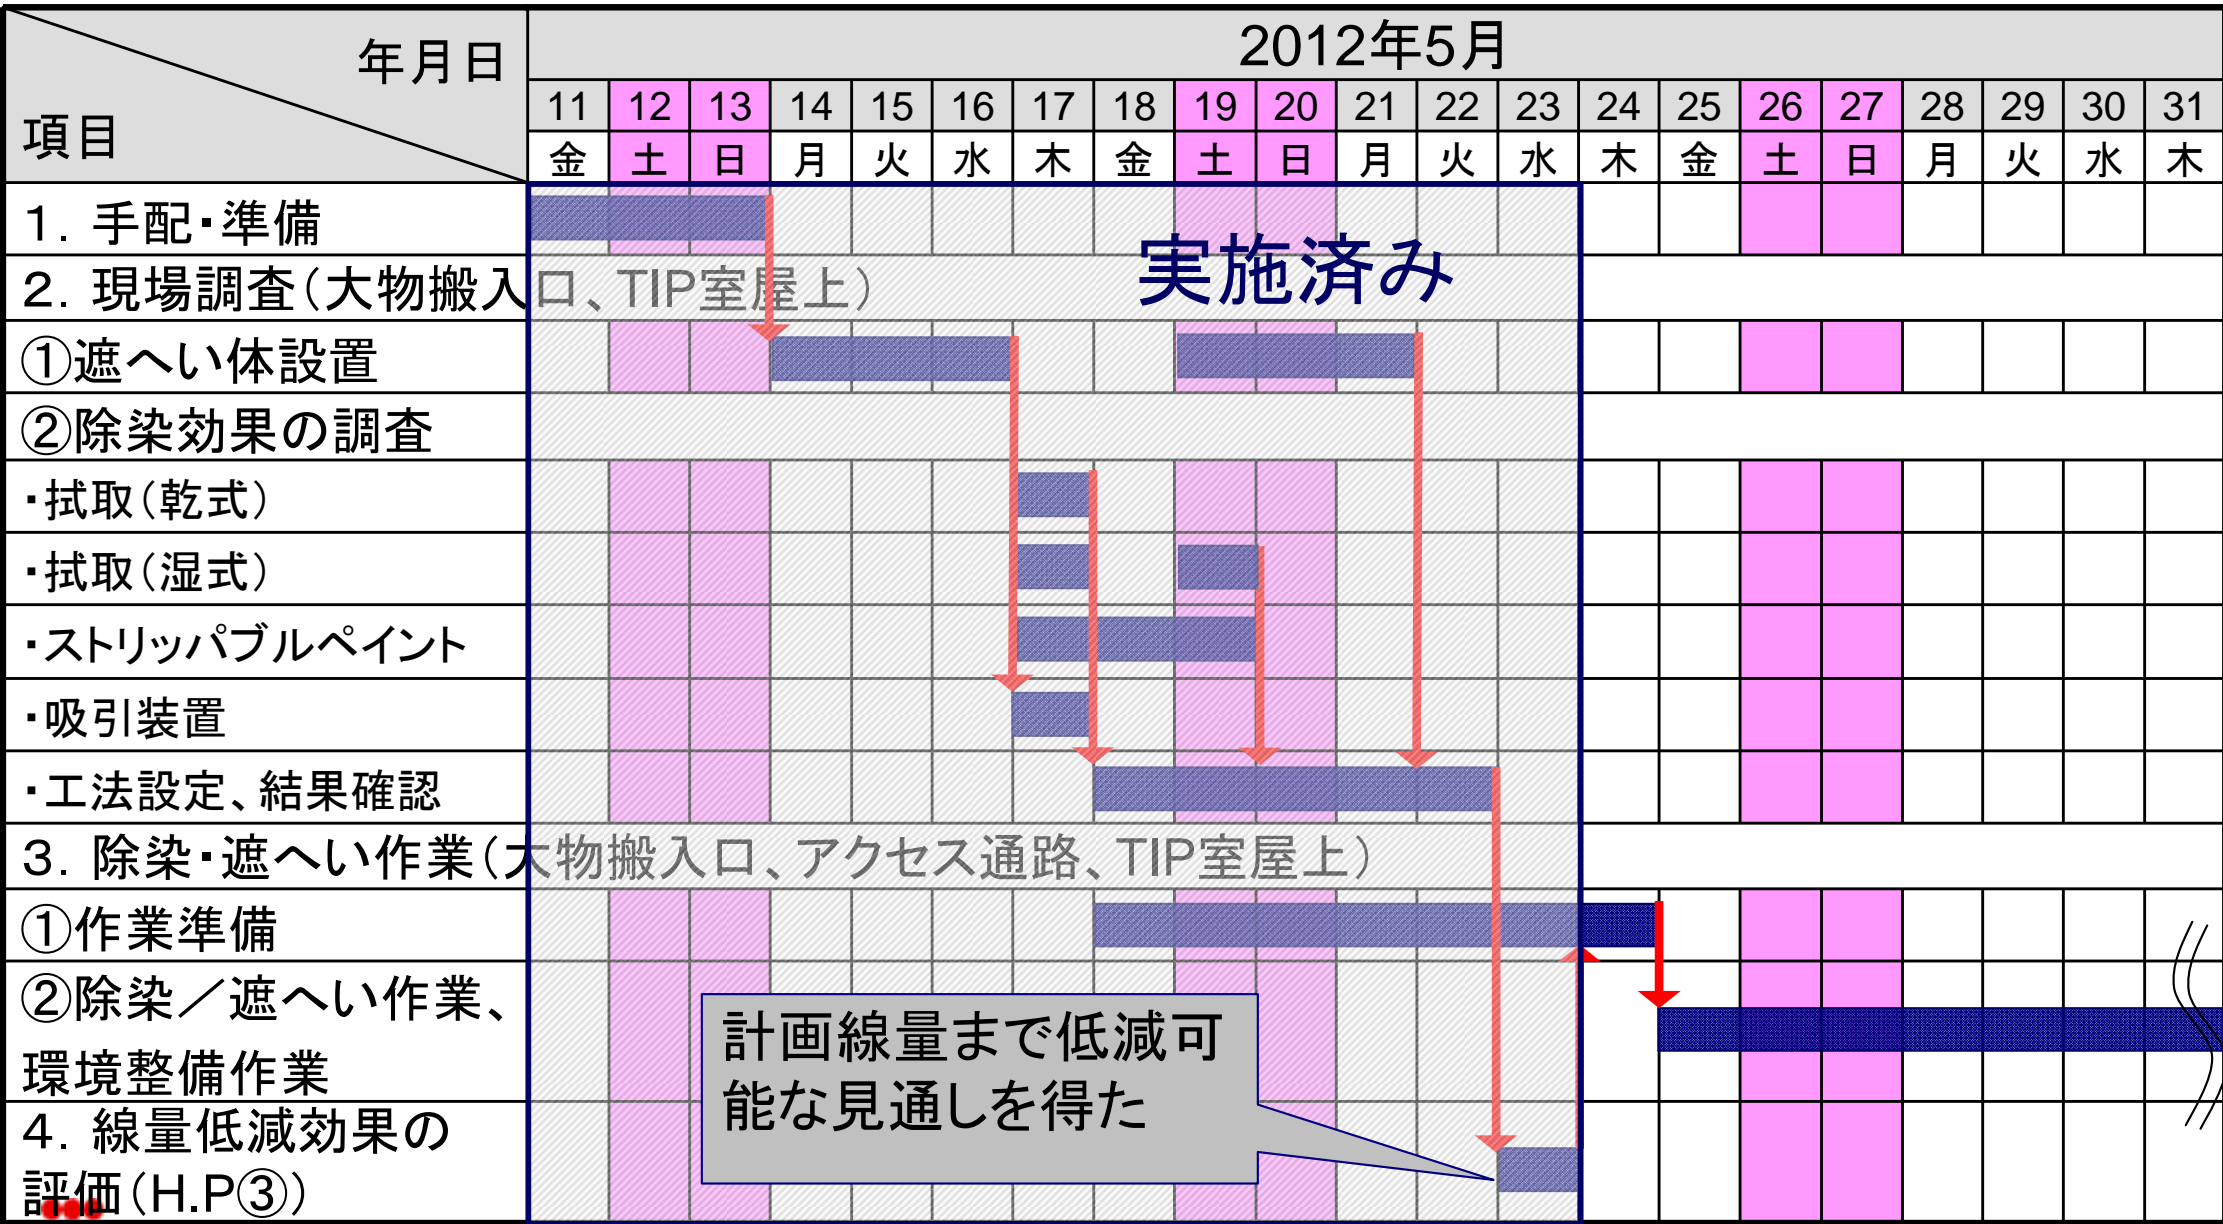 年月日
項目
2012年5月
11 12 13 14 15 16 17 18 19 20 21 22 23 24 25 26 27 28 29 30 31
金 土 日 月 火 水 木 金 土 日 月 火 水 木 金 土 日 月 火 水 木
１．手配・準備
実施済み
２．現場調査（大物搬入口、TIP室屋上）
①遮へい体設置
②除染効果の調査
・拭取（乾式）
・拭取（湿式）
・ストリッパブルペイント
・吸引装置
・工法設定、結果確認
３．除染・遮へい作業（大物搬入口、アクセス通路、TIP室屋上）
①作業準備
②除染／遮へい作業、
環境整備作業
計画線量まで低減可
能な見通しを得た
４．線量低減効果の
評価（H.P③）